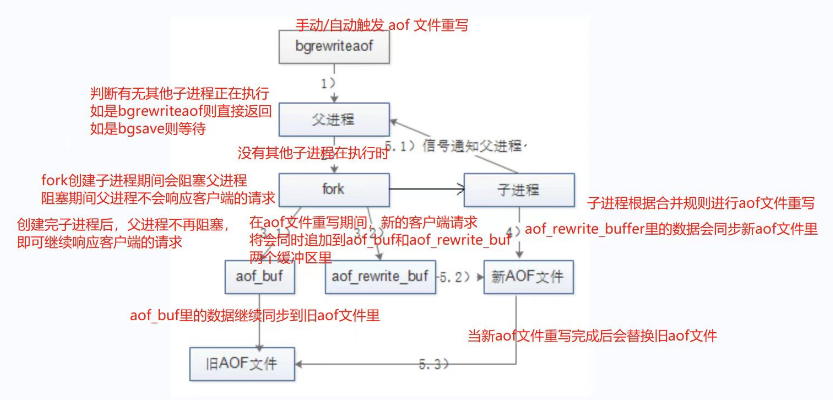 手动/自动触发 aof 文件重写
bgrewriteaof
1）
判断有无其他子进程正在执行
如是bgrewriteaof则直接返回
如是bgsave则等待
父进程
5.1）信号通知父进程
没有其他子进程在执行时
fork创建子进程期间会阻塞父进程
阻塞期间父进程不会响应客户端的请求
fork
子进程
子进程根据合并规则进行aof文件重写
创建完子进程后，父进程不再阻塞，
即可继续响应客户端的请求
在aof文件重写期间，新的客户端请求
将会同时追加到aof_buf和aof_rewrite_buf
两个缓冲区里
3.2）
4）
aof_rewrite_buffer里的数据会同步新aof文件里
aof_buf
aof_rewrite_buf
5.2）
新AOF文件
aof_buf里的数据继续同步到旧aof文件里
当新aof文件重写完成后会替换旧aof文件
旧AOF文件
5.3）